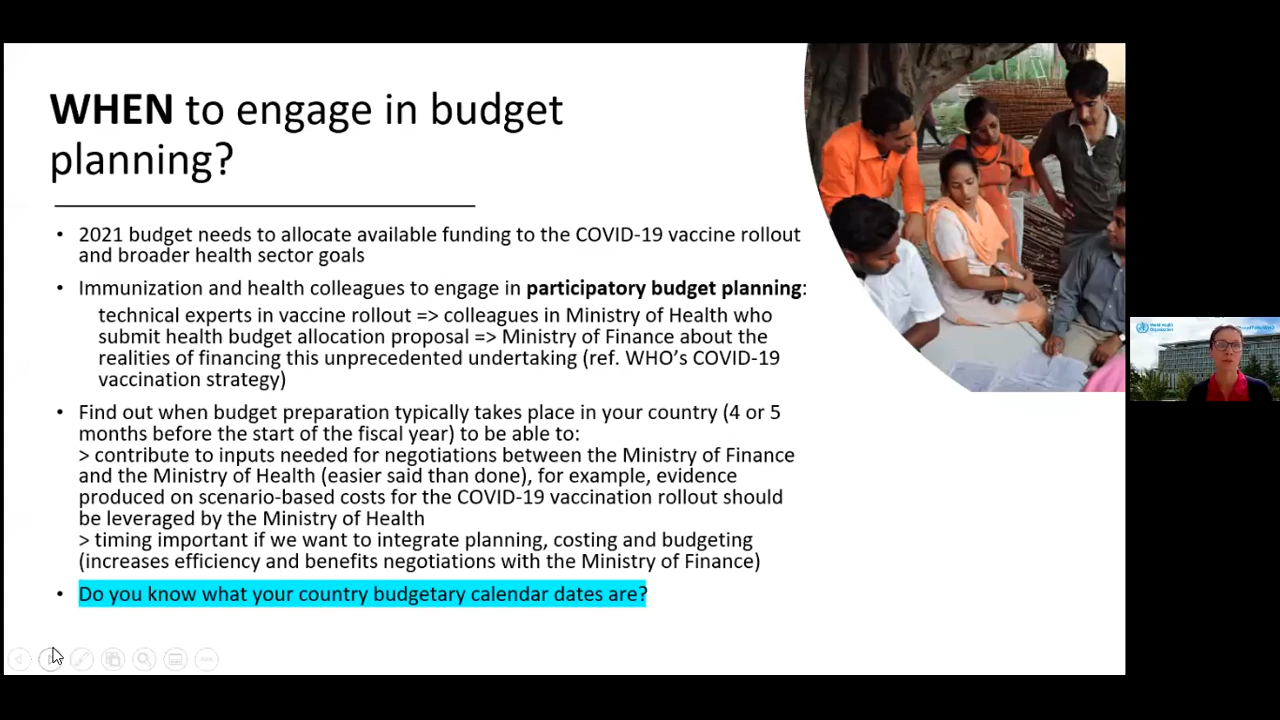 WHEN to engage in budget
planning?
• 2021 budget needs to allocate available funding to the COVID-19 vaccine rollout
and broader health sector goals
• Immunization and health colleagues to engage in participatory budget planning:
technical experts in vaccine rollout => colleagues in Ministry of Health who
submit health budget allocation proposal => Ministry of Finance about the
realities of financing this unprecedented undertaking (ref. WHO's COVID-19
vaccination strategy)
• Find out when budget preparation typically takes place in your country (4 or 5
months before the start of the fiscal year) to be able to:
> contribute to inputs needed for negotiations between the Ministry of Finance
and the Ministry of Health (easier said than done), for example, evidence
produced on scenario-based costs for the COVID-19 vaccination rollout should
be leveraged by the Ministry of Health
> timing important if we want to integrate planning, costing and budgeting
(increases efficiency and benefits negotiations with the Ministry of Finance)
• Do you know what your country budgetary calendar dates are?
World Health
Organization